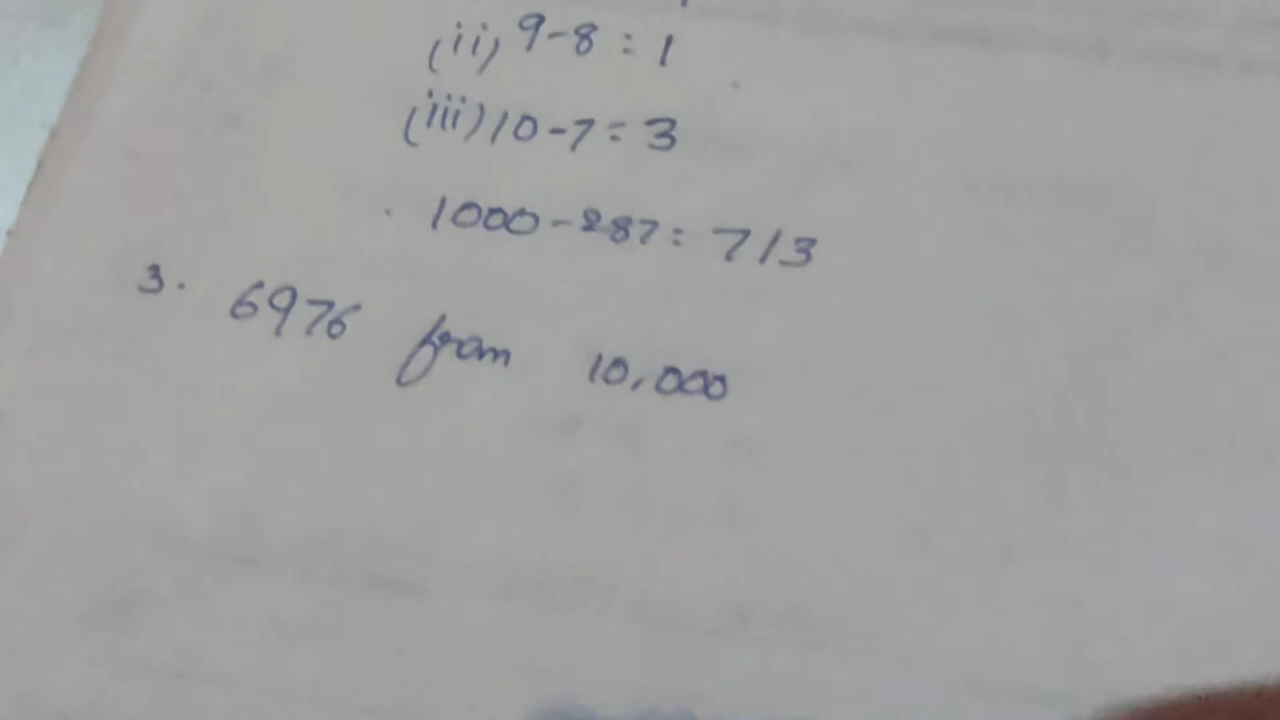 (ii) 9-8 = 1
(iii) 10-7 = 3
1000-287 = 713
3. 6976 from 10,000